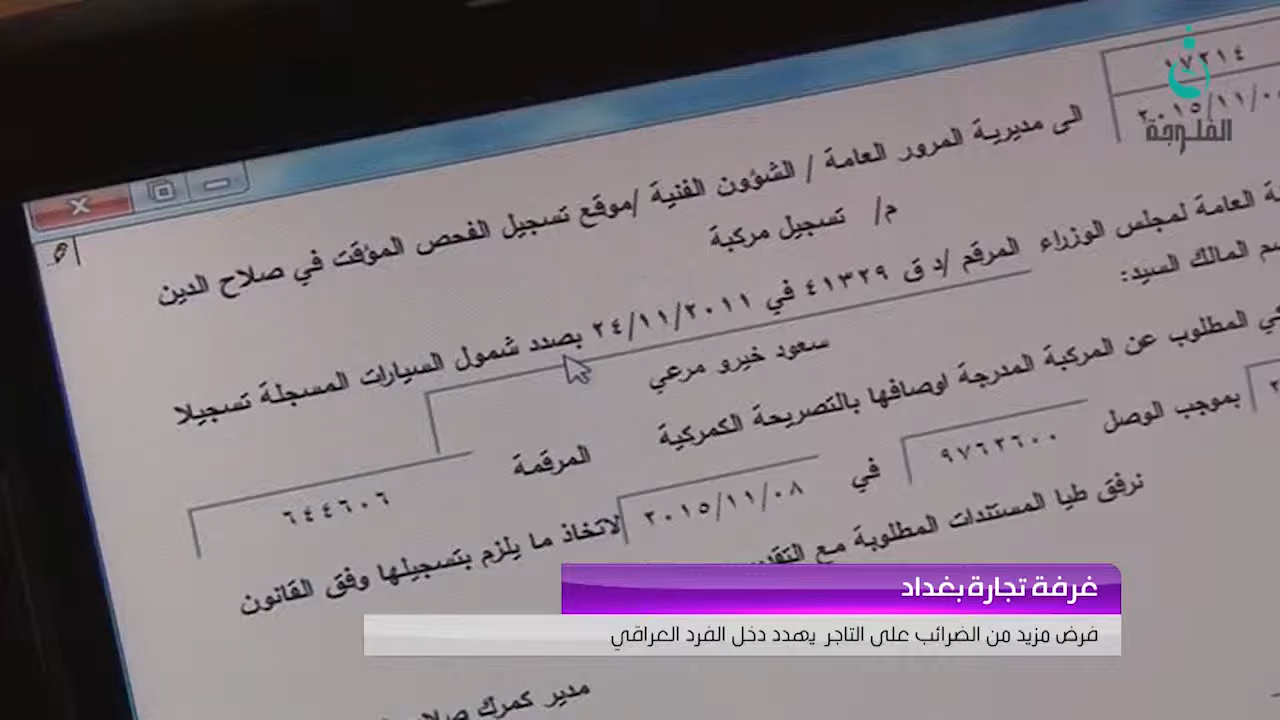 ١٧٢١٤
٢٠١٥/١١/٠٨
الفلوجة
الى مديرية المرور العامة / الشؤون الفنية /موقع تسجيل الفحص المؤقت في صلاح الدين
م/ تسجيل مركبة
العامة لمجلس الوزراء المرقم /د ق ٤١٣٢٩ في ٢٤/١١/٢٠١١ بصدد شمول السيارات المسجلة تسجيلا
المالك السيد:
سعود خيرو مرعي
المطلوب عن المركبة المدرجة اوصافها بالتصريحة الكمركية المرقمة ٦٤٤٦٠٦
بموجب الوصل ٩٧٦٢٦٠٠ في ٢٠١٥/١١/٠٨ لاتخاذ ما يلزم بتسجيلها وفق القانون
نرفق طيا المستندات المطلوبة مع التقدير
مدير كمرك
غرفة تجارة بغداد
فرض مزيد من الضرائب على التاجر يهدد دخل الفرد العراقي